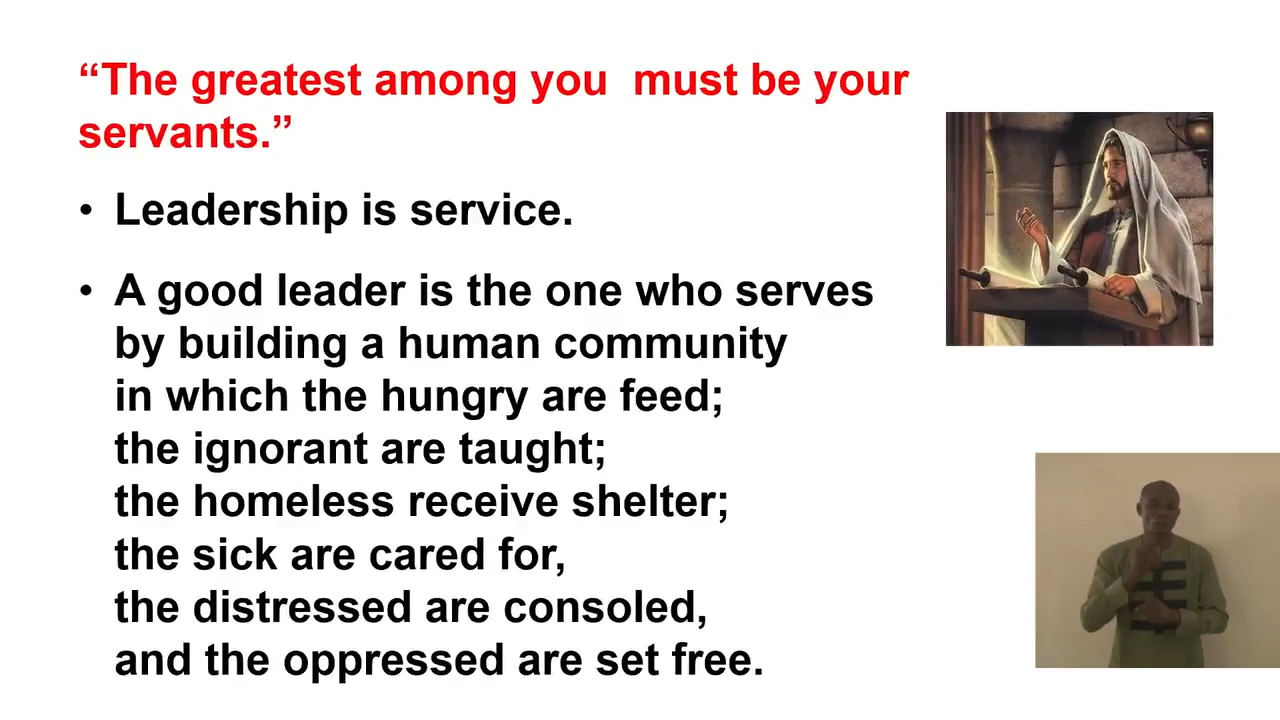 “The greatest among you  must be your
servants.”
• Leadership is service.
• A good leader is the one who serves
by building a human community
in which the hungry are feed;
the ignorant are taught;
the homeless receive shelter;
the sick are cared for,
the distressed are consoled,
and the oppressed are set free.